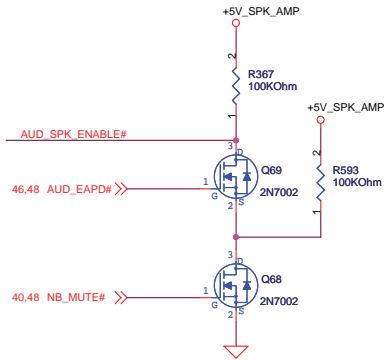 +5V_SPK_AMP
2
R367
100KOhm
1
+5V_SPK_AMP
AUD_SPK_ENABLE#
3
D
Q69
2
R593
100KOhm
46,48 AUD_EAPD#
1
G
2
S
2N7002
1
3
D
Q68
40,48 NB_MUTE#
1
G
2
S
2N7002